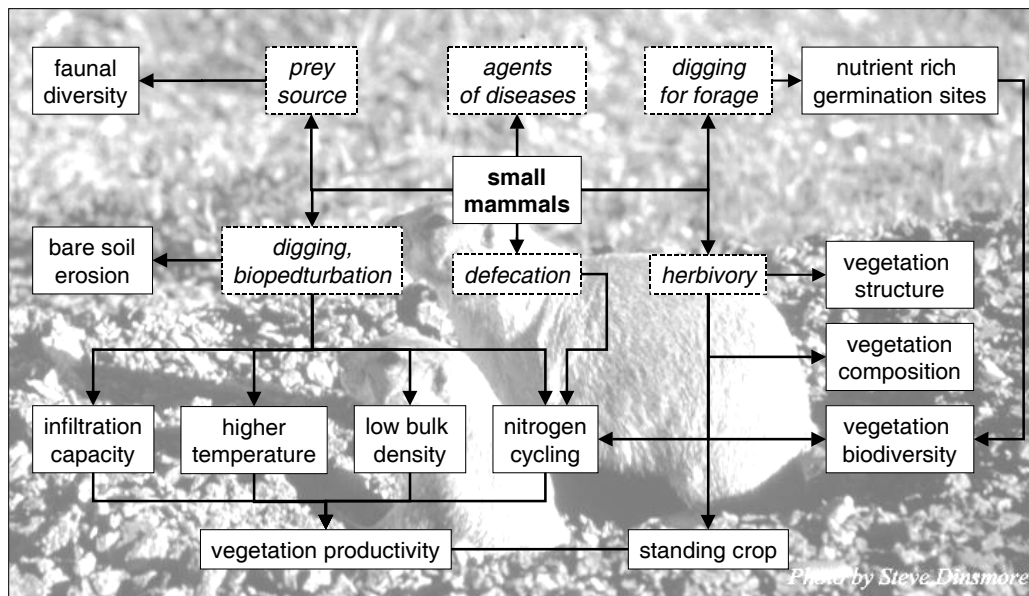 faunal
diversity
prey
source
agents
of diseases
digging
for forage
nutrient rich
germination sites
small
mammals
bare soil
erosion
digging,
biopedturbation
defecation
herbivory
vegetation
structure
vegetation
composition
infiltration
capacity
higher
temperature
low bulk
density
nitrogen
cycling
vegetation
biodiversity
vegetation productivity
standing crop
Photo by Steve Dinsmore